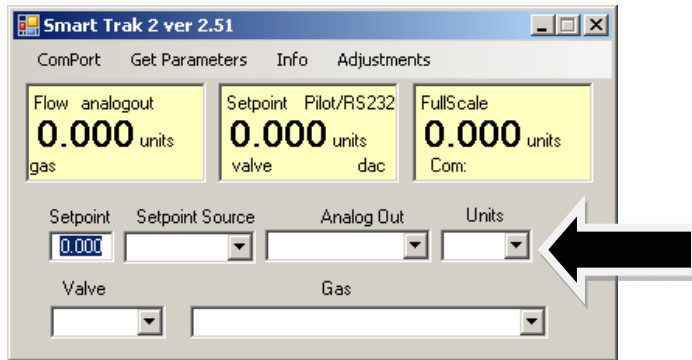 Smart Trak 2 ver 2.51
ComPort Get Parameters Info Adjustments
Flow analogout Setpoint Pilot/RS232 FullScale
0.000 units 0.000 units 0.000 units
gas valve dac Com:
Setpoint Setpoint Source Analog Out Units
0.000
Valve Gas